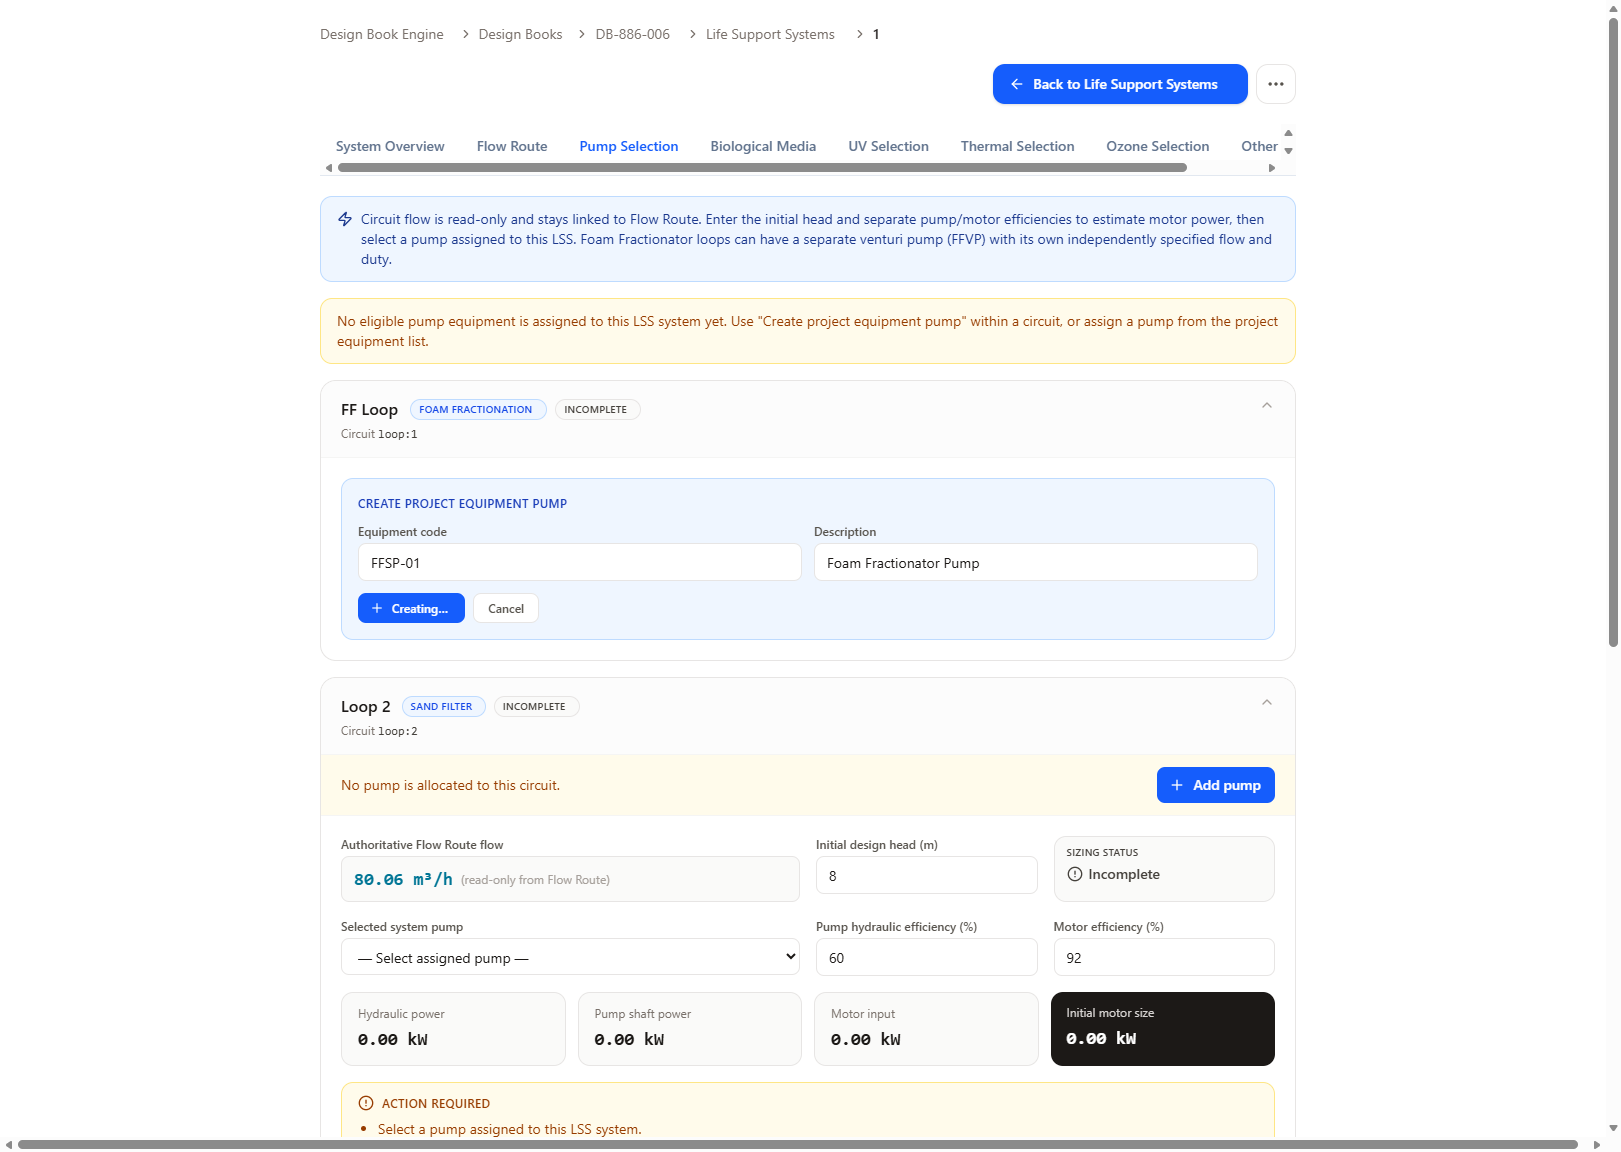 Design Book Engine > Design Books > DB-886-006 > Life Support Systems > 1
← Back to Life Support Systems
System Overview Flow Route Pump Selection Biological Media UV Selection Thermal Selection Ozone Selection Other
Circuit flow is read-only and stays linked to Flow Route. Enter the initial head and separate pump/motor efficiencies to estimate motor power, then
select a pump assigned to this LSS. Foam Fractionator loops can have a separate venturi pump (FFVP) with its own independently specified flow and
duty.
No eligible pump equipment is assigned to this LSS system yet. Use "Create project equipment pump" within a circuit, or assign a pump from the project
equipment list.
FF Loop FOAM FRACTIONATION INCOMPLETE
Circuit loop:1
CREATE PROJECT EQUIPMENT PUMP
Equipment code Description
FFSP-01 Foam Fractionator Pump
+ Creating... Cancel
Loop 2 SAND FILTER INCOMPLETE
Circuit loop:2
No pump is allocated to this circuit. + Add pump
Authoritative Flow Route flow Initial design head (m) SIZING STATUS
80.06 m³/h (read-only from Flow Route) 8 Incomplete
Selected system pump Pump hydraulic efficiency (%) Motor efficiency (%)
— Select assigned pump — 60 92
Hydraulic power Pump shaft power Motor input Initial motor size
0.00 kW 0.00 kW 0.00 kW 0.00 kW
ACTION REQUIRED
• Select a pump assigned to this LSS system.